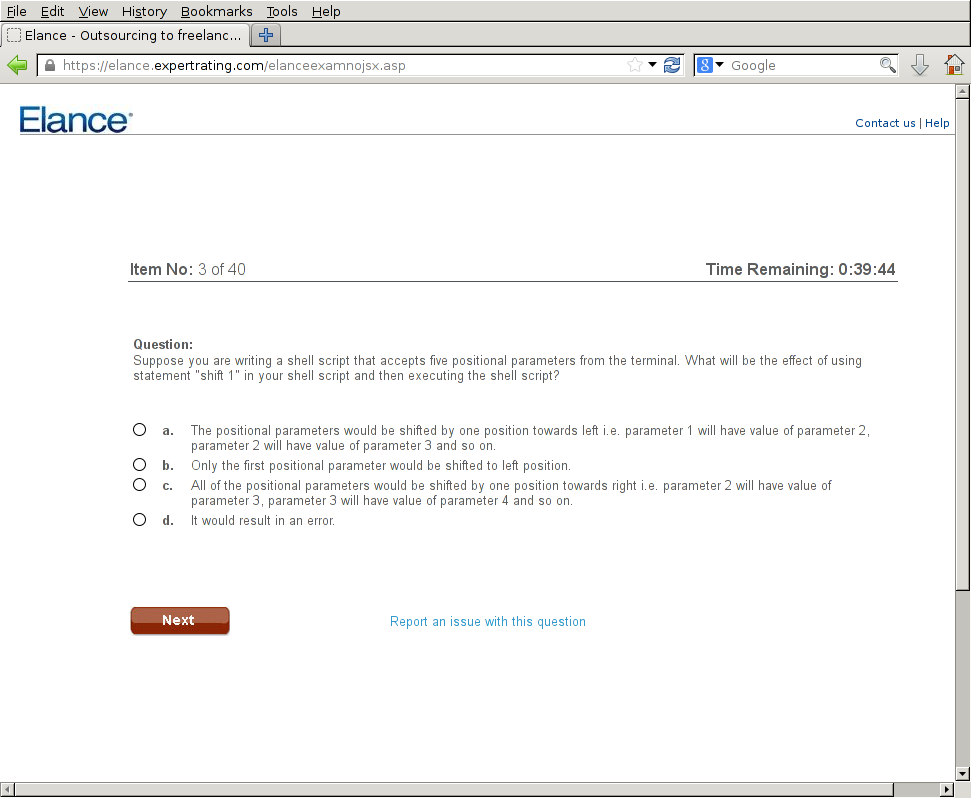 File Edit View History Bookmarks Tools Help
Elance - Outsourcing to freelanc...
https://elance.expertrating.com/elanceexamnojsx.asp
8 Google
Elance
Contact us | Help
Item No: 3 of 40 Time Remaining: 0:39:44
Question:
Suppose you are writing a shell script that accepts five positional parameters from the terminal. What will be the effect of using
statement "shift 1" in your shell script and then executing the shell script?
a. The positional parameters would be shifted by one position towards left i.e. parameter 1 will have value of parameter 2,
parameter 2 will have value of parameter 3 and so on.
b. Only the first positional parameter would be shifted to left position.
c. All of the positional parameters would be shifted by one position towards right i.e. parameter 2 will have value of
parameter 3, parameter 3 will have value of parameter 4 and so on.
d. It would result in an error.
Next
Report an issue with this question